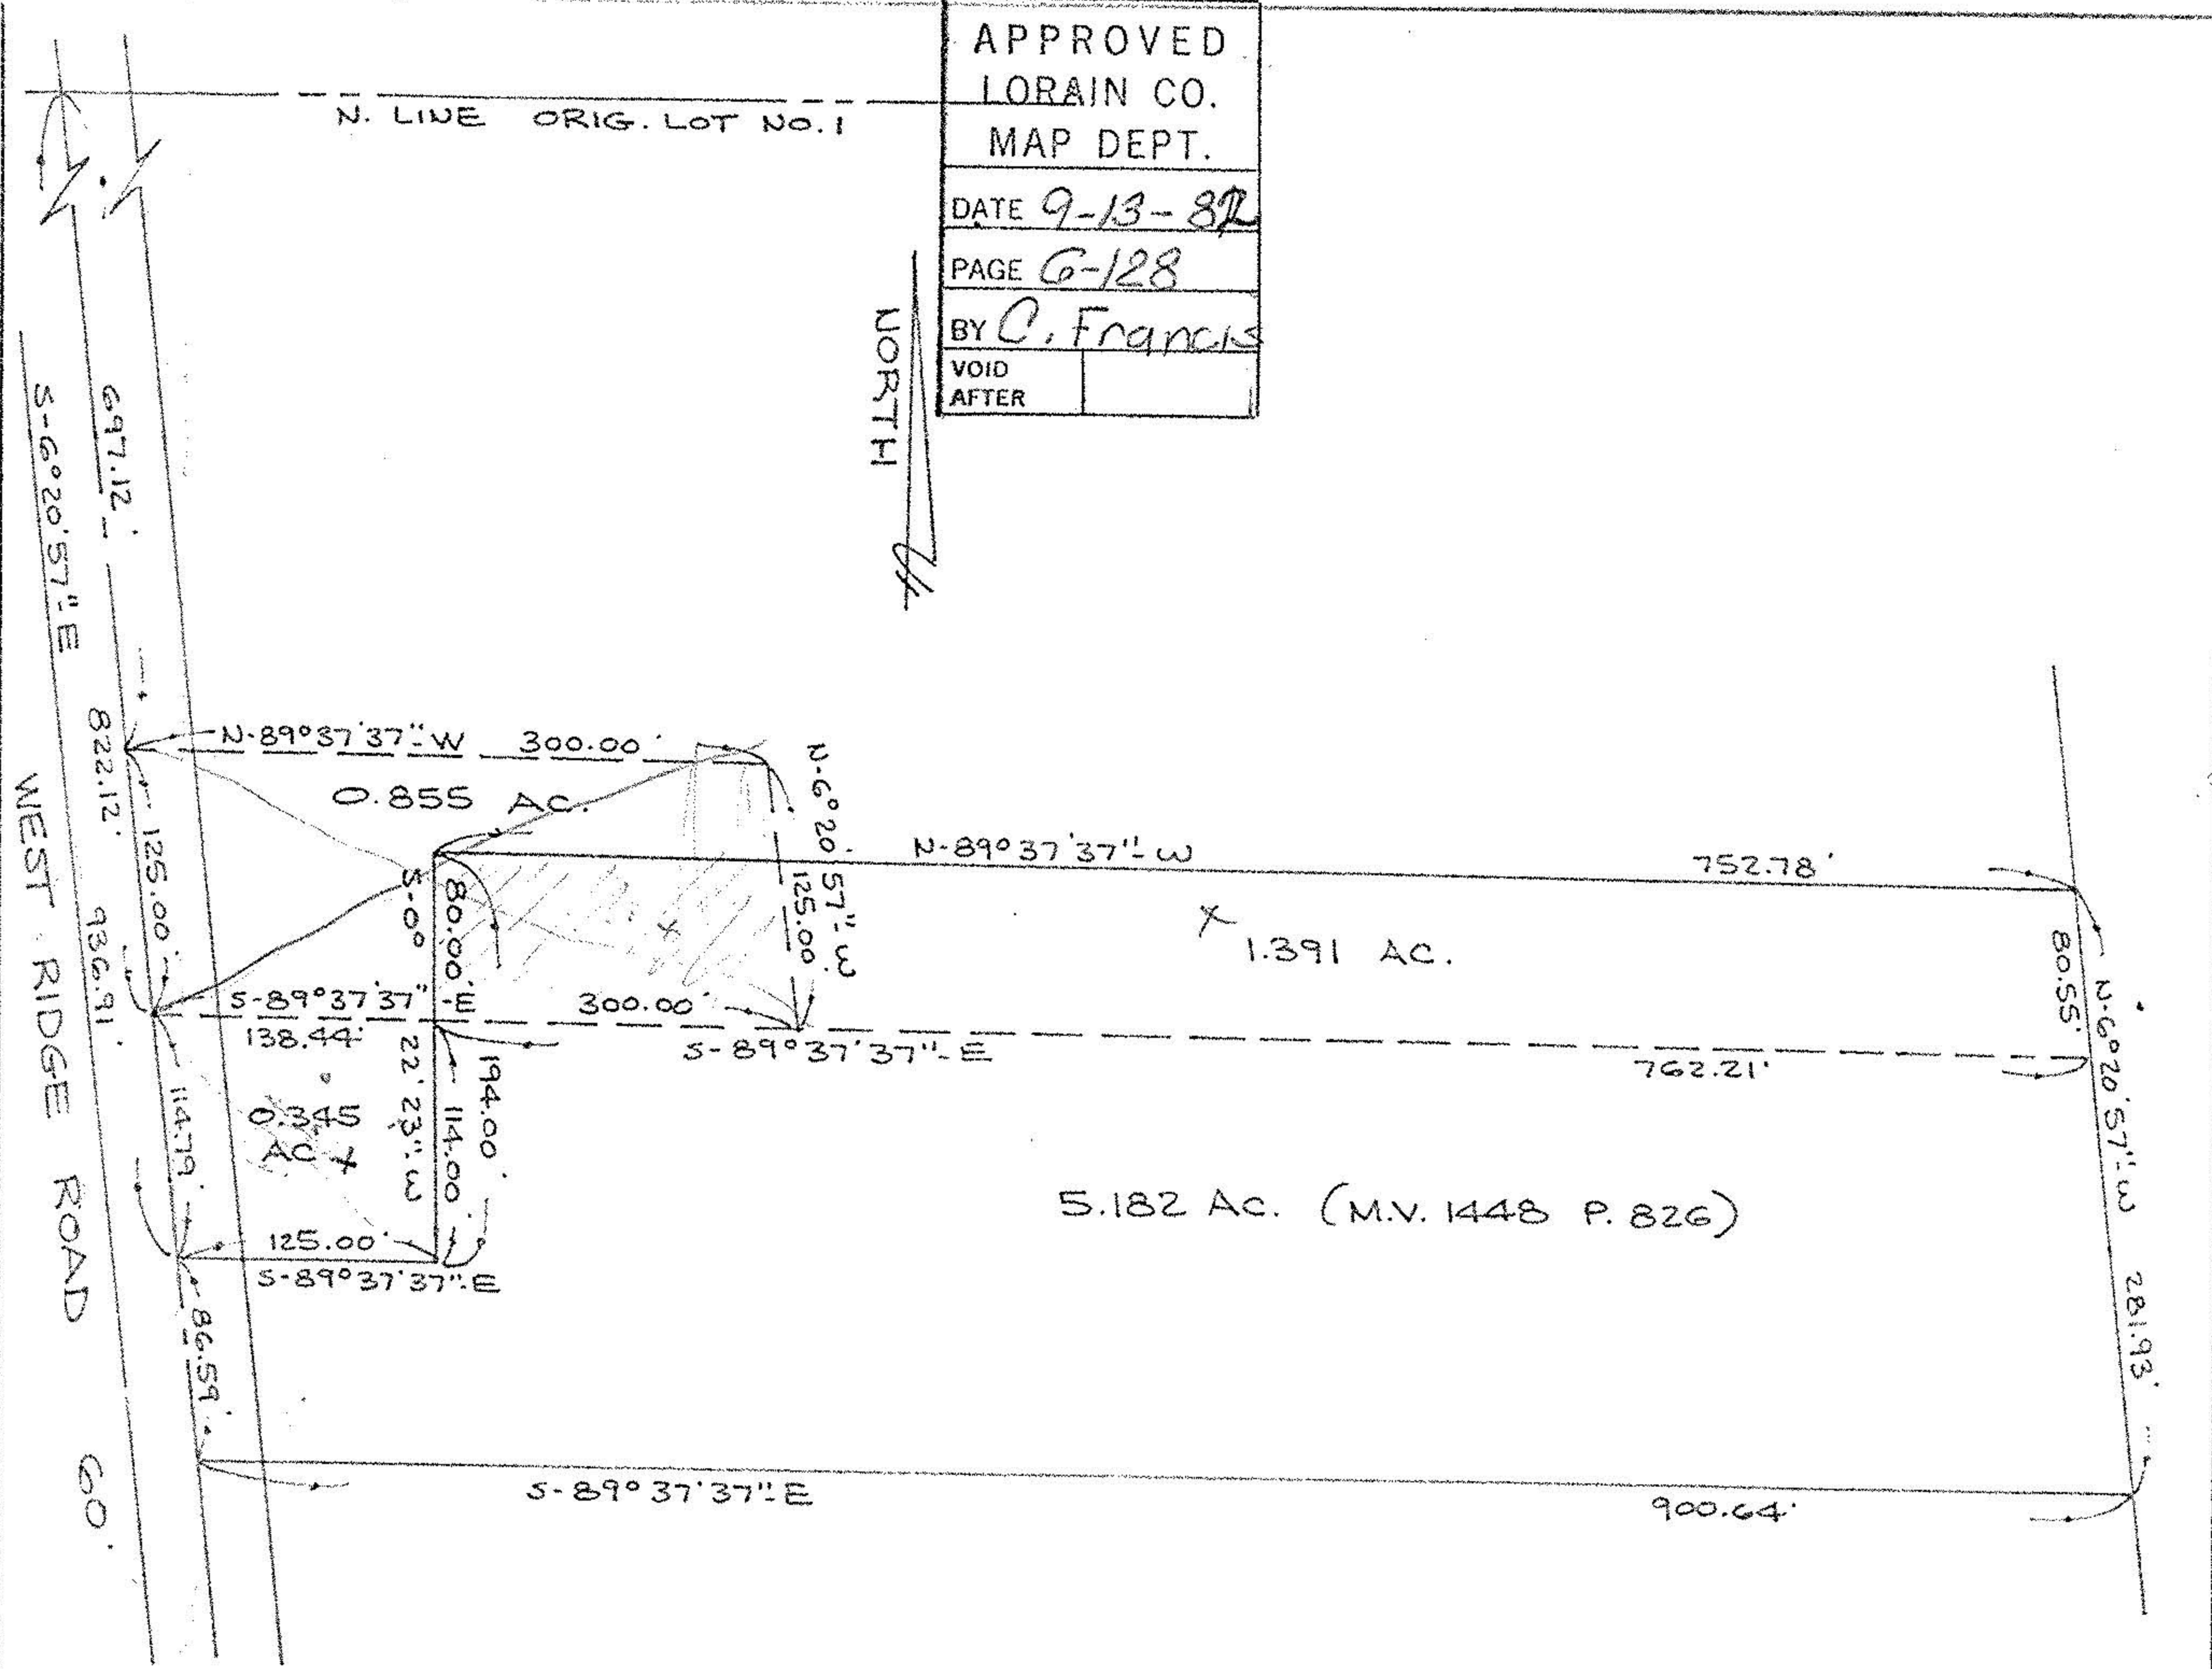 APPROVED
LORAIN CO.
MAP DEPT.
DATE 9-13-82
PAGE G-128
BY C. Francis
VOID
AFTER
N. LINE ORIG. LOT NO. 1
NORTH
697.12'
S-6°20'57"-E
822.12'
936.91'
WEST RIDGE ROAD 60'
N-89°37'37"-W 300.00'
0.855 AC.
N-6°20'57"-W
125.00'
125.00'
N-89°37'37"-W 752.78'
80.00'
S-0°22'23"-W
1.391 AC.
80.55'
N-6°20'57"-W
S-89°37'37"-E 300.00'
138.44'
S-89°37'37"-E 762.21'
194.00'
114.00'
114.79'
0.345
AC.
5.182 AC. (M.V. 1448 P. 826)
125.00'
S-89°37'37"-E
281.93'
86.59'
S-89°37'37"-E 900.64'